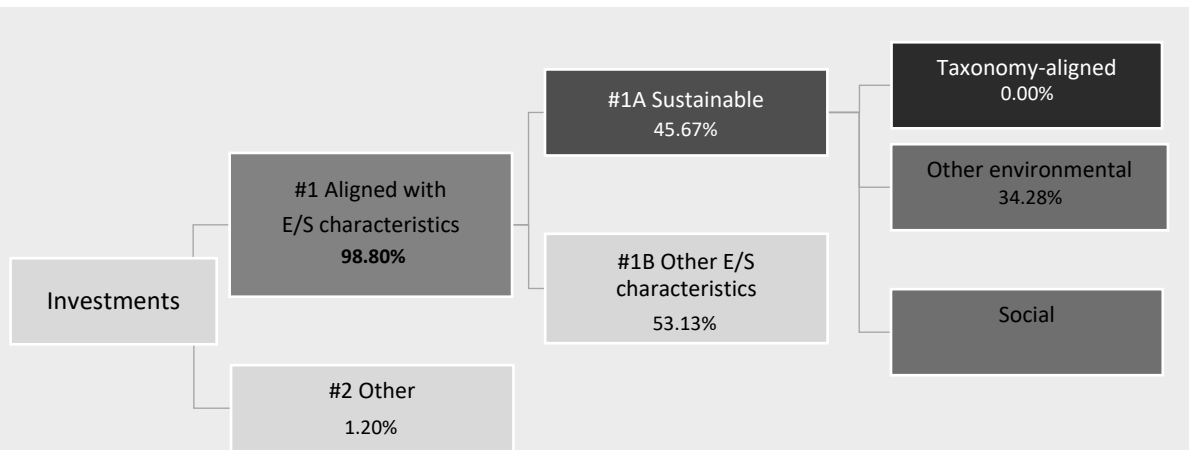 Investments
#1 Aligned with
E/S characteristics
98.80%
#2 Other
1.20%
#1A Sustainable
45.67%
#1B Other E/S
characteristics
53.13%
Taxonomy-aligned
0.00%
Other environmental
34.28%
Social